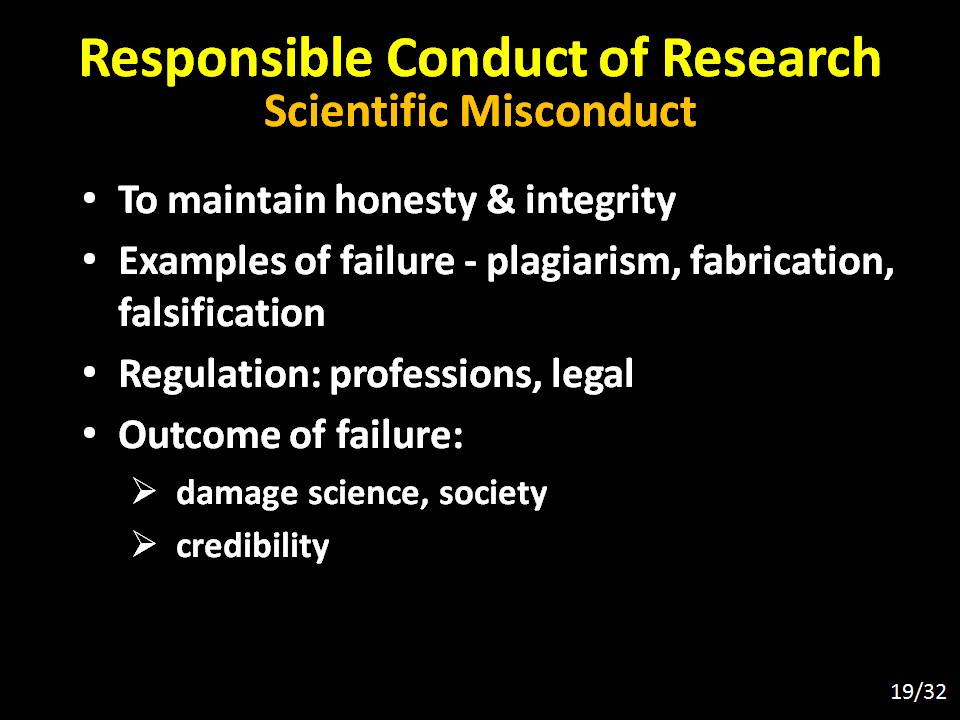 Responsible Conduct of Research
Scientific Misconduct
• To maintain honesty & integrity
• Examples of failure - plagiarism, fabrication,
falsification
• Regulation: professions, legal
• Outcome of failure:
➢ damage science, society
➢ credibility
19/32